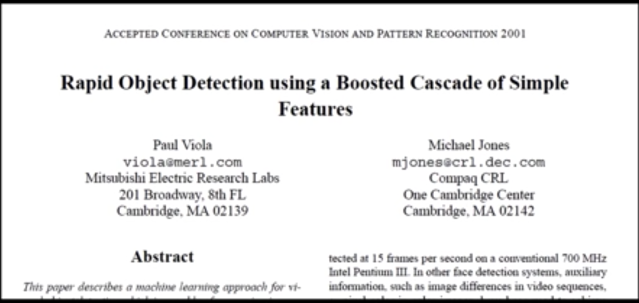 ACCEPTED CONFERENCE ON COMPUTER VISION AND PATTERN RECOGNITION 2001
Rapid Object Detection using a Boosted Cascade of Simple
Features
Paul Viola
viola@merl.com
Mitsubishi Electric Research Labs
201 Broadway, 8th FL
Cambridge, MA 02139
Michael Jones
mjones@crl.dec.com
Compaq CRL
One Cambridge Center
Cambridge, MA 02142
Abstract
This paper describes a machine learning approach for vi-
tected at 15 frames per second on a conventional 700 MHz
Intel Pentium III. In other face detection systems, auxiliary
information, such as image differences in video sequences,